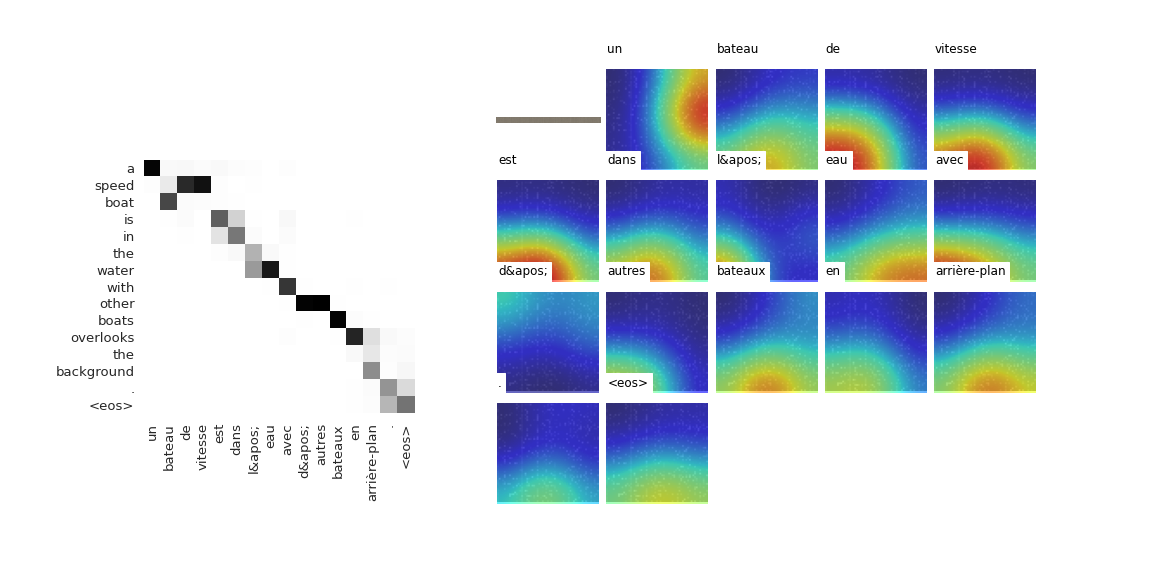 a
speed
boat
is
in
the
water
with
other
boats
overlooks
the
background
.
<eos>
un
bateau
de
vitesse
est
dans
l&apos;
eau
avec
d&apos;
autres
bateaux
en
arrière-plan
.
<eos>
un bateau de vitesse
est dans l&apos; eau avec
d&apos; autres bateaux en arrière-plan
. <eos>